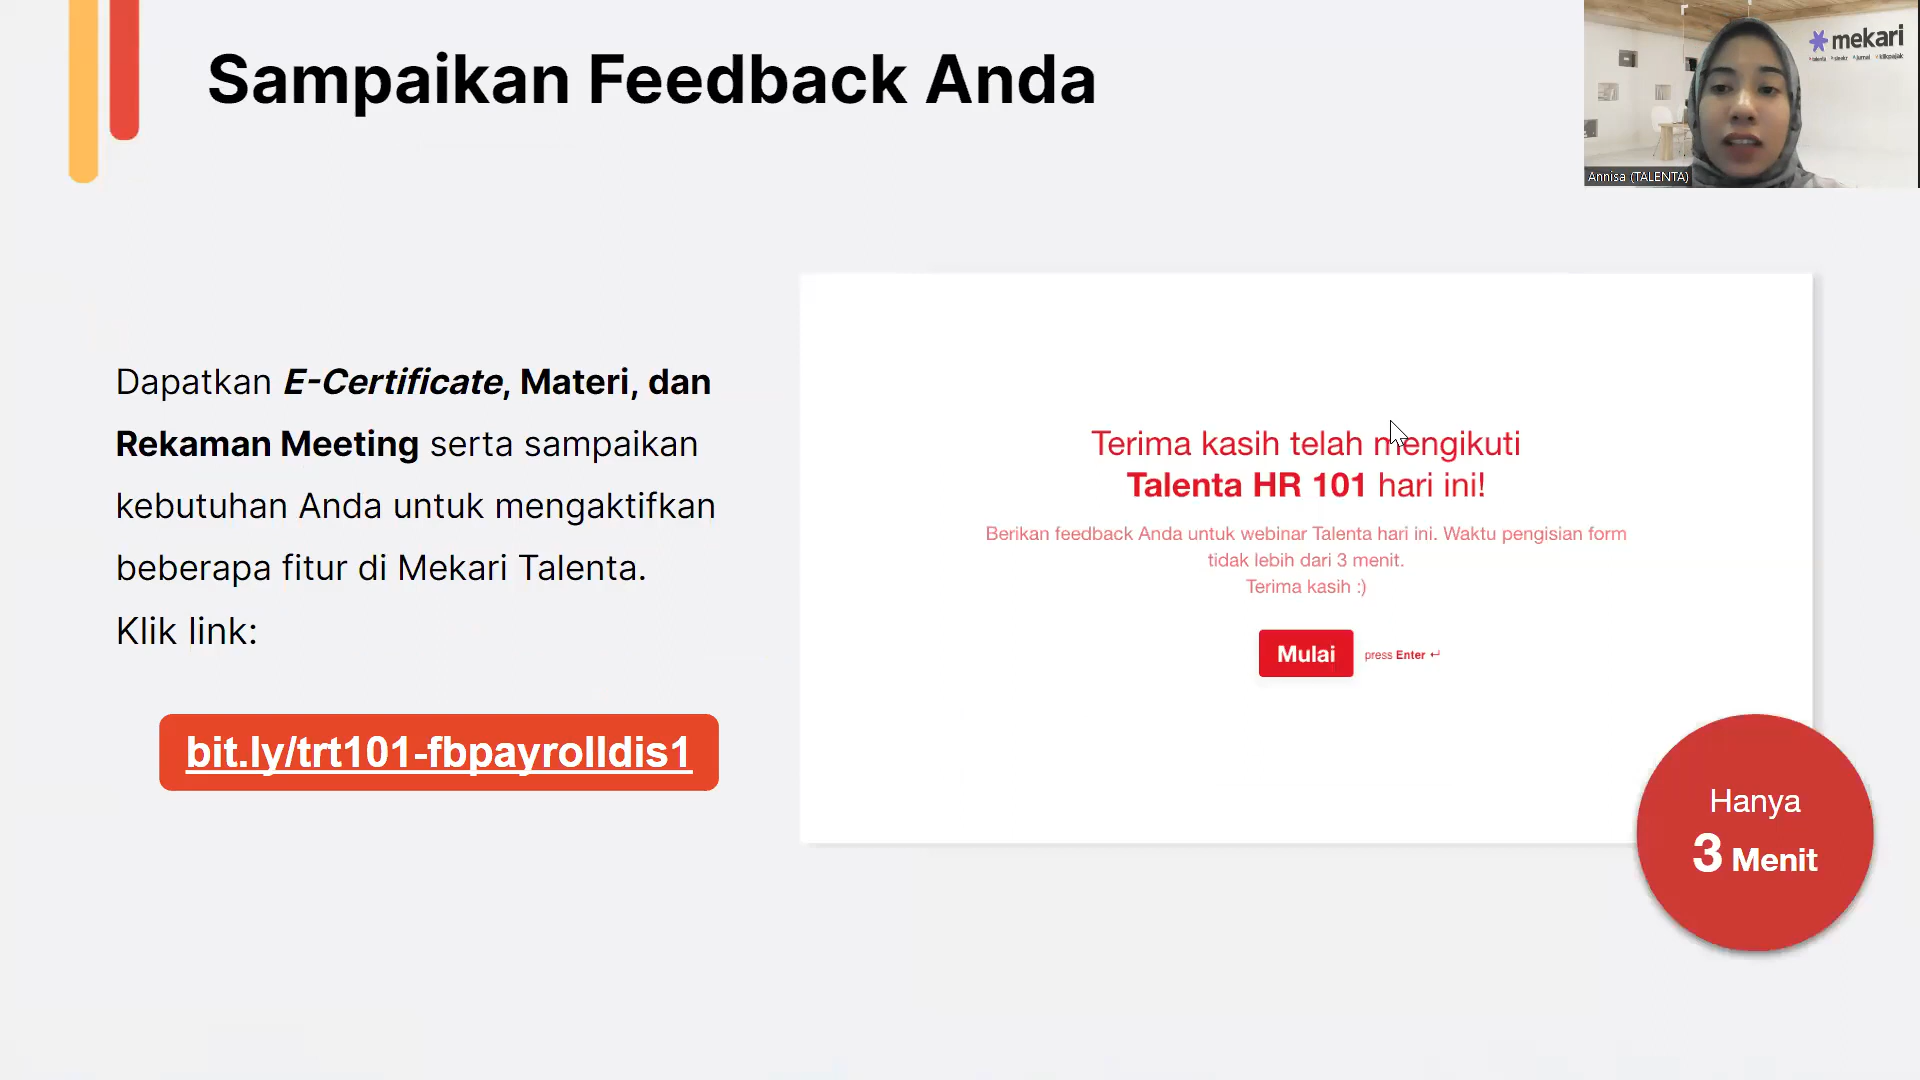 Sampaikan Feedback Anda
mekari
Annisa (TALENTA)
Dapatkan E-Certificate, Materi, dan
Rekaman Meeting serta sampaikan
kebutuhan Anda untuk mengaktifkan
beberapa fitur di Mekari Talenta.
Klik link:
bit.ly/trt101-fbpayrolldis1
Terima kasih telah mengikuti
Talenta HR 101 hari ini!
Berikan feedback Anda untuk webinar Talenta hari ini. Waktu pengisian form
tidak lebih dari 3 menit.
Terima kasih :)
Mulai
press Enter ↵
Hanya
3 Menit